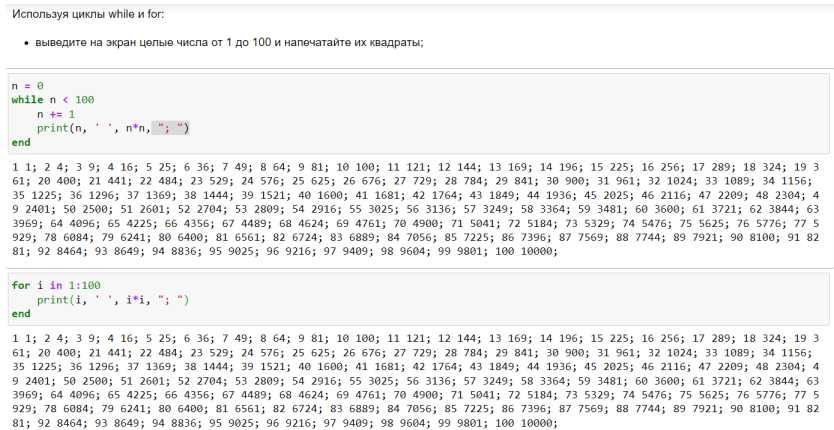 Используя циклы while и for:
• выведите на экран целые числа от 1 до 100 и напечатайте их квадраты;
n = 0
while n < 100
    n += 1
    print(n, ' ', n*n, "; ")
end
1 1; 2 4; 3 9; 4 16; 5 25; 6 36; 7 49; 8 64; 9 81; 10 100; 11 121; 12 144; 13 169; 14 196; 15 225; 16 256; 17 289; 18 324; 19 3
61; 20 400; 21 441; 22 484; 23 529; 24 576; 25 625; 26 676; 27 729; 28 784; 29 841; 30 900; 31 961; 32 1024; 33 1089; 34 1156;
35 1225; 36 1296; 37 1369; 38 1444; 39 1521; 40 1600; 41 1681; 42 1764; 43 1849; 44 1936; 45 2025; 46 2116; 47 2209; 48 2304; 4
9 2401; 50 2500; 51 2601; 52 2704; 53 2809; 54 2916; 55 3025; 56 3136; 57 3249; 58 3364; 59 3481; 60 3600; 61 3721; 62 3844; 63
3969; 64 4096; 65 4225; 66 4356; 67 4489; 68 4624; 69 4761; 70 4900; 71 5041; 72 5184; 73 5329; 74 5476; 75 5625; 76 5776; 77 5
929; 78 6084; 79 6241; 80 6400; 81 6561; 82 6724; 83 6889; 84 7056; 85 7225; 86 7396; 87 7569; 88 7744; 89 7921; 90 8100; 91 82
81; 92 8464; 93 8649; 94 8836; 95 9025; 96 9216; 97 9409; 98 9604; 99 9801; 100 10000;
for i in 1:100
    print(i, ' ', i*i, "; ")
end
1 1; 2 4; 3 9; 4 16; 5 25; 6 36; 7 49; 8 64; 9 81; 10 100; 11 121; 12 144; 13 169; 14 196; 15 225; 16 256; 17 289; 18 324; 19 3
61; 20 400; 21 441; 22 484; 23 529; 24 576; 25 625; 26 676; 27 729; 28 784; 29 841; 30 900; 31 961; 32 1024; 33 1089; 34 1156;
35 1225; 36 1296; 37 1369; 38 1444; 39 1521; 40 1600; 41 1681; 42 1764; 43 1849; 44 1936; 45 2025; 46 2116; 47 2209; 48 2304; 4
9 2401; 50 2500; 51 2601; 52 2704; 53 2809; 54 2916; 55 3025; 56 3136; 57 3249; 58 3364; 59 3481; 60 3600; 61 3721; 62 3844; 63
3969; 64 4096; 65 4225; 66 4356; 67 4489; 68 4624; 69 4761; 70 4900; 71 5041; 72 5184; 73 5329; 74 5476; 75 5625; 76 5776; 77 5
929; 78 6084; 79 6241; 80 6400; 81 6561; 82 6724; 83 6889; 84 7056; 85 7225; 86 7396; 87 7569; 88 7744; 89 7921; 90 8100; 91 82
81; 92 8464; 93 8649; 94 8836; 95 9025; 96 9216; 97 9409; 98 9604; 99 9801; 100 10000;